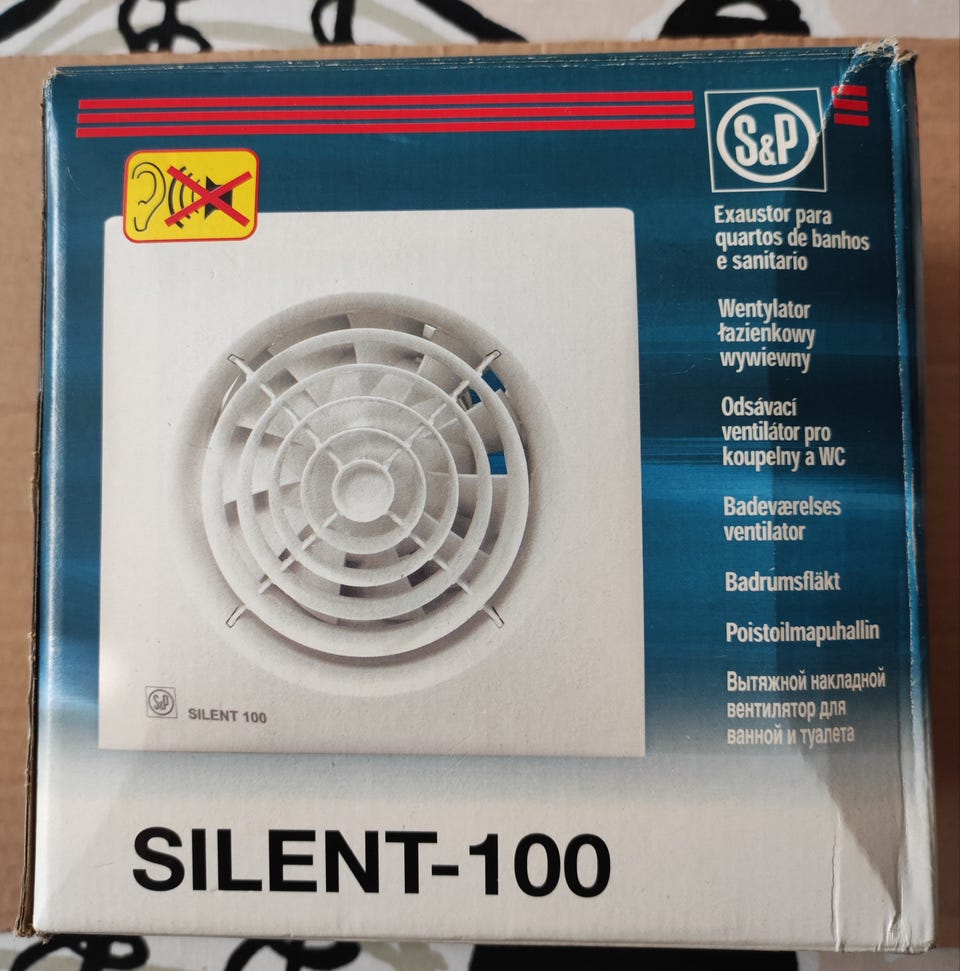 S&P
Exaustor para
quartos de banhos
e sanitario
Wentylator
łazienkowy
wywiewny
Odsávací
ventilátor pro
koupelny a WC
Badeværelses
ventilator
Badrumsfläkt
Poistoilmapuhallin
Вытяжной накладной
вентилятор для
ванной и туалета
S&P
SILENT 100
SILENT-100